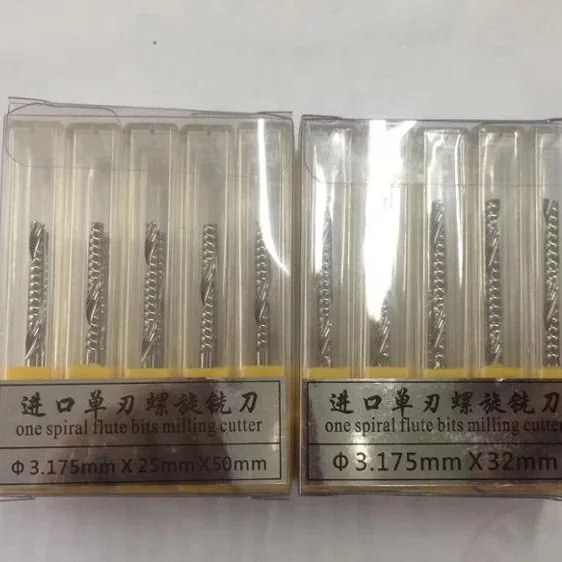 进口单刃螺旋铣刀
one spiral flute bits milling cutter
Φ3.175mm X 25mm X50mm
进口单刃螺旋铣刀
one spiral flute bits milling cutter
Φ3.175mm X 32mm